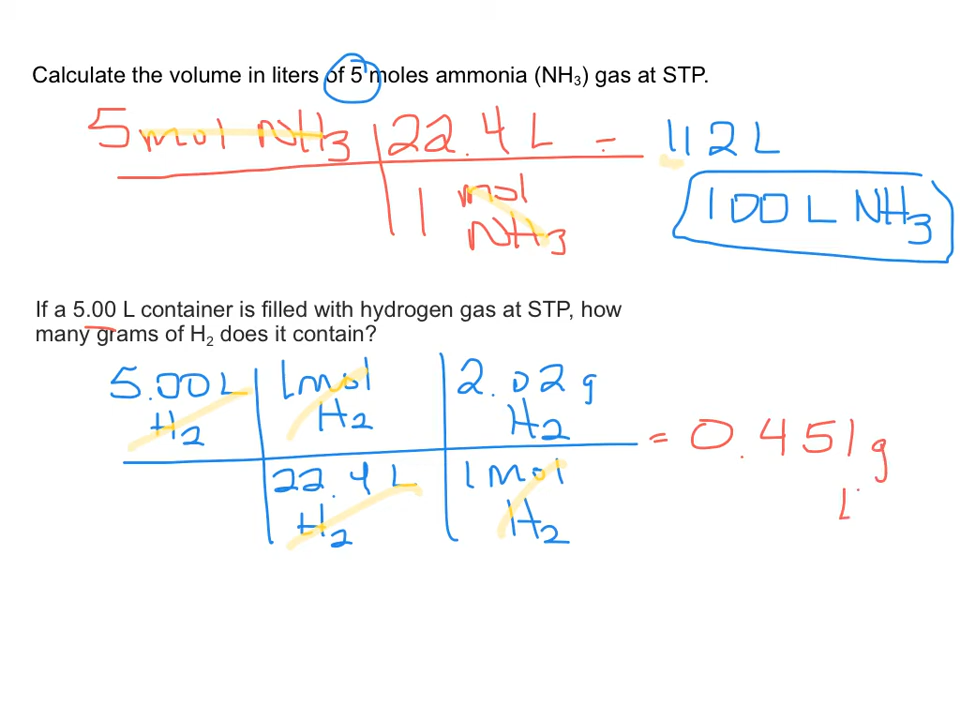 Calculate the volume in liters of 5 moles ammonia (NH₃) gas at STP.
5 mol NH₃ | 22.4 L = 112 L
1 mol NH₃
100 L NH₃
If a 5.00 L container is filled with hydrogen gas at STP, how
many grams of H₂ does it contain?
5.00 L H₂ | 1 mol H₂ | 2.02 g H₂ = 0.451 g
22.4 L H₂ | 1 mol H₂